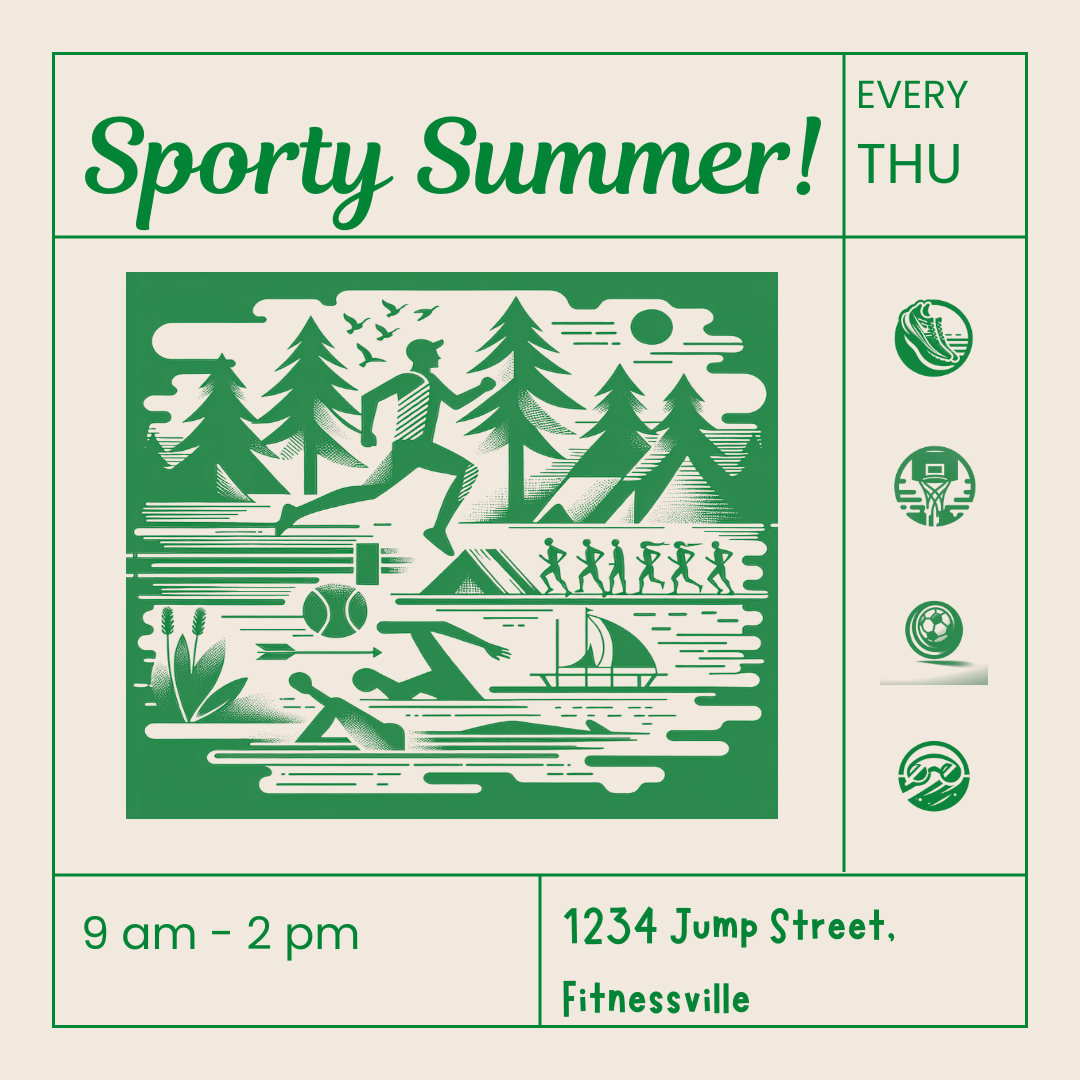 Sporty Summer!
EVERY
THU
9 am - 2 pm
1234 Jump Street,
Fitnessville